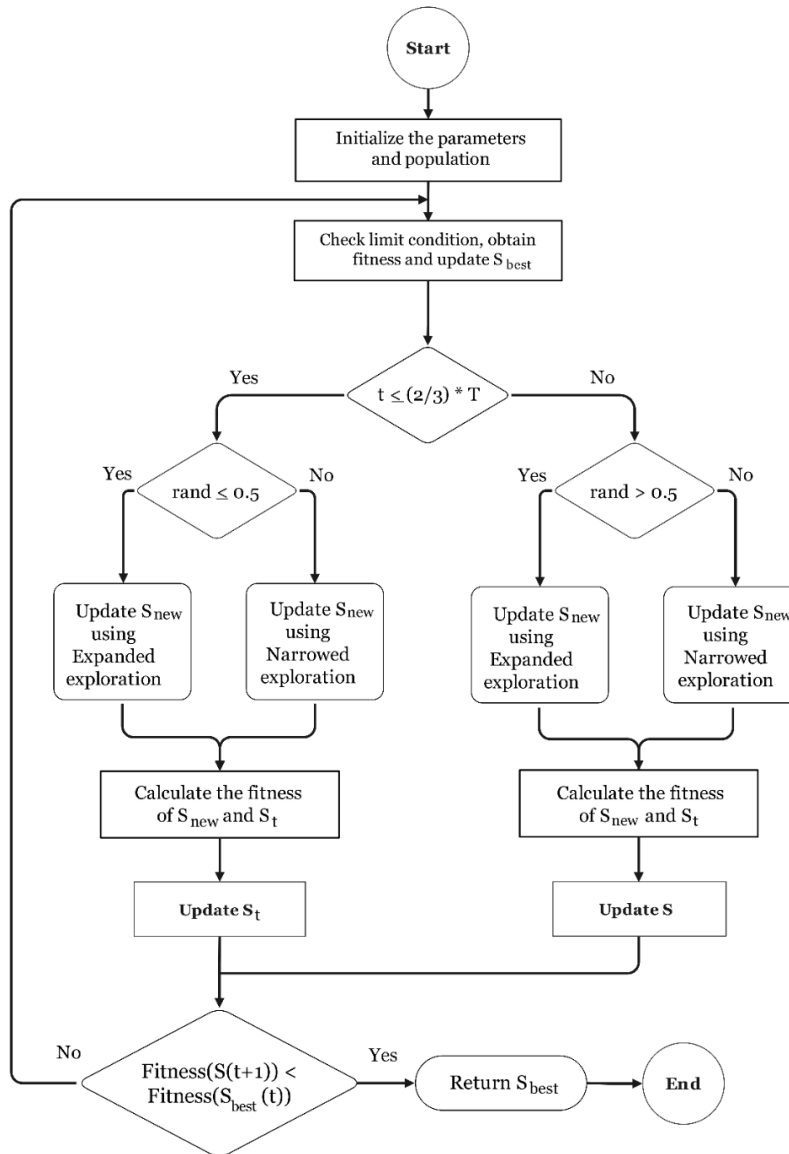 Start
Initialize the parameters
and population
Check limit condition, obtain
fitness and update S best
Yes
t ≤ (2/3) * T
No
Yes
rand ≤ 0.5
No
Yes
rand > 0.5
No
Update Snew
using
Expanded
exploration
Update Snew
using
Narrowed
exploration
Update Snew
using
Expanded
exploration
Update Snew
using
Narrowed
exploration
Calculate the fitness
of Snew and St
Calculate the fitness
of Snew and St
Update St
Update S
No
Fitness(S(t+1)) <
Fitness(Sbest (t))
Yes
Return Sbest
End